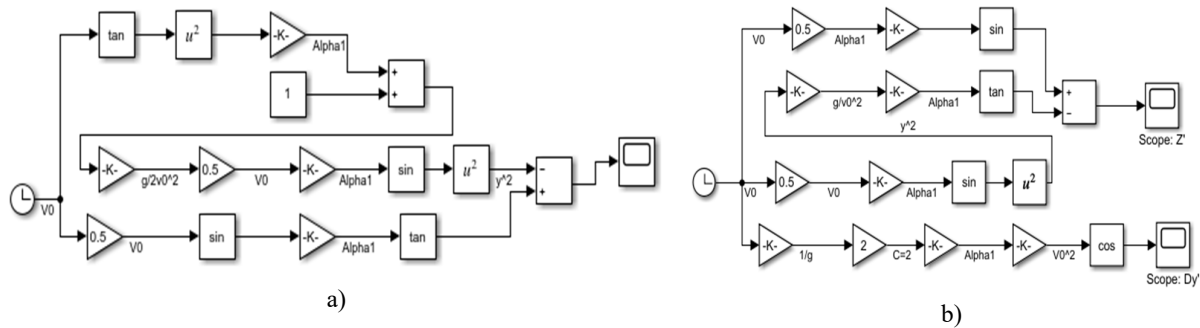 tan
u²
-K-
Alpha1
1
+
+
-K-
g/2v0^2
0.5
V0
-K-
Alpha1
sin
u²
y^2
−
+
V0
0.5
V0
sin
-K-
Alpha1
tan
a)
V0
0.5
Alpha1
-K-
sin
-K-
g/v0^2
-K-
Alpha1
tan
+
−
Scope: Z'
y^2
V0
0.5
V0
-K-
Alpha1
sin
u²
-K-
1/g
2
C=2
-K-
Alpha1
-K-
V0^2
cos
Scope: Dy'
b)